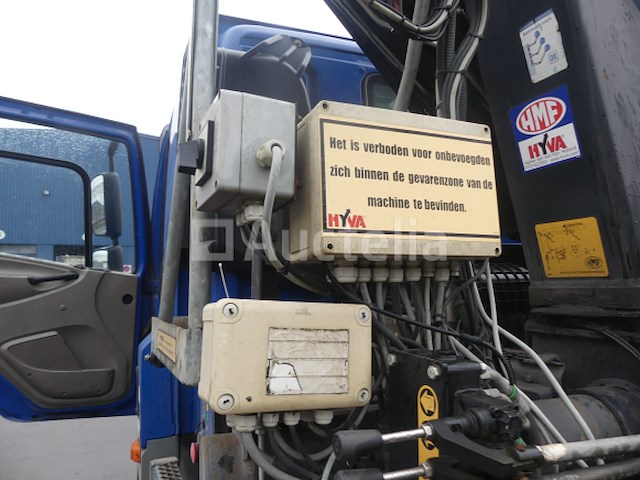 HMF
HYVA
Het is verboden voor onbevoegden
zich binnen de gevarenzone van de
machine te bevinden.
HYVA
Auctelia